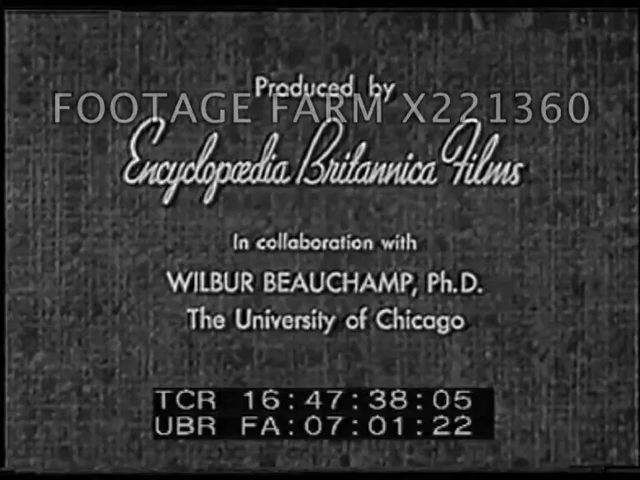 Produced by
FOOTAGE FARM X221360
Encyclopædia Britannica Films
In collaboration with
WILBUR BEAUCHAMP, Ph.D.
The University of Chicago
TCR 16:47:38:05
UBR FA:07:01:22